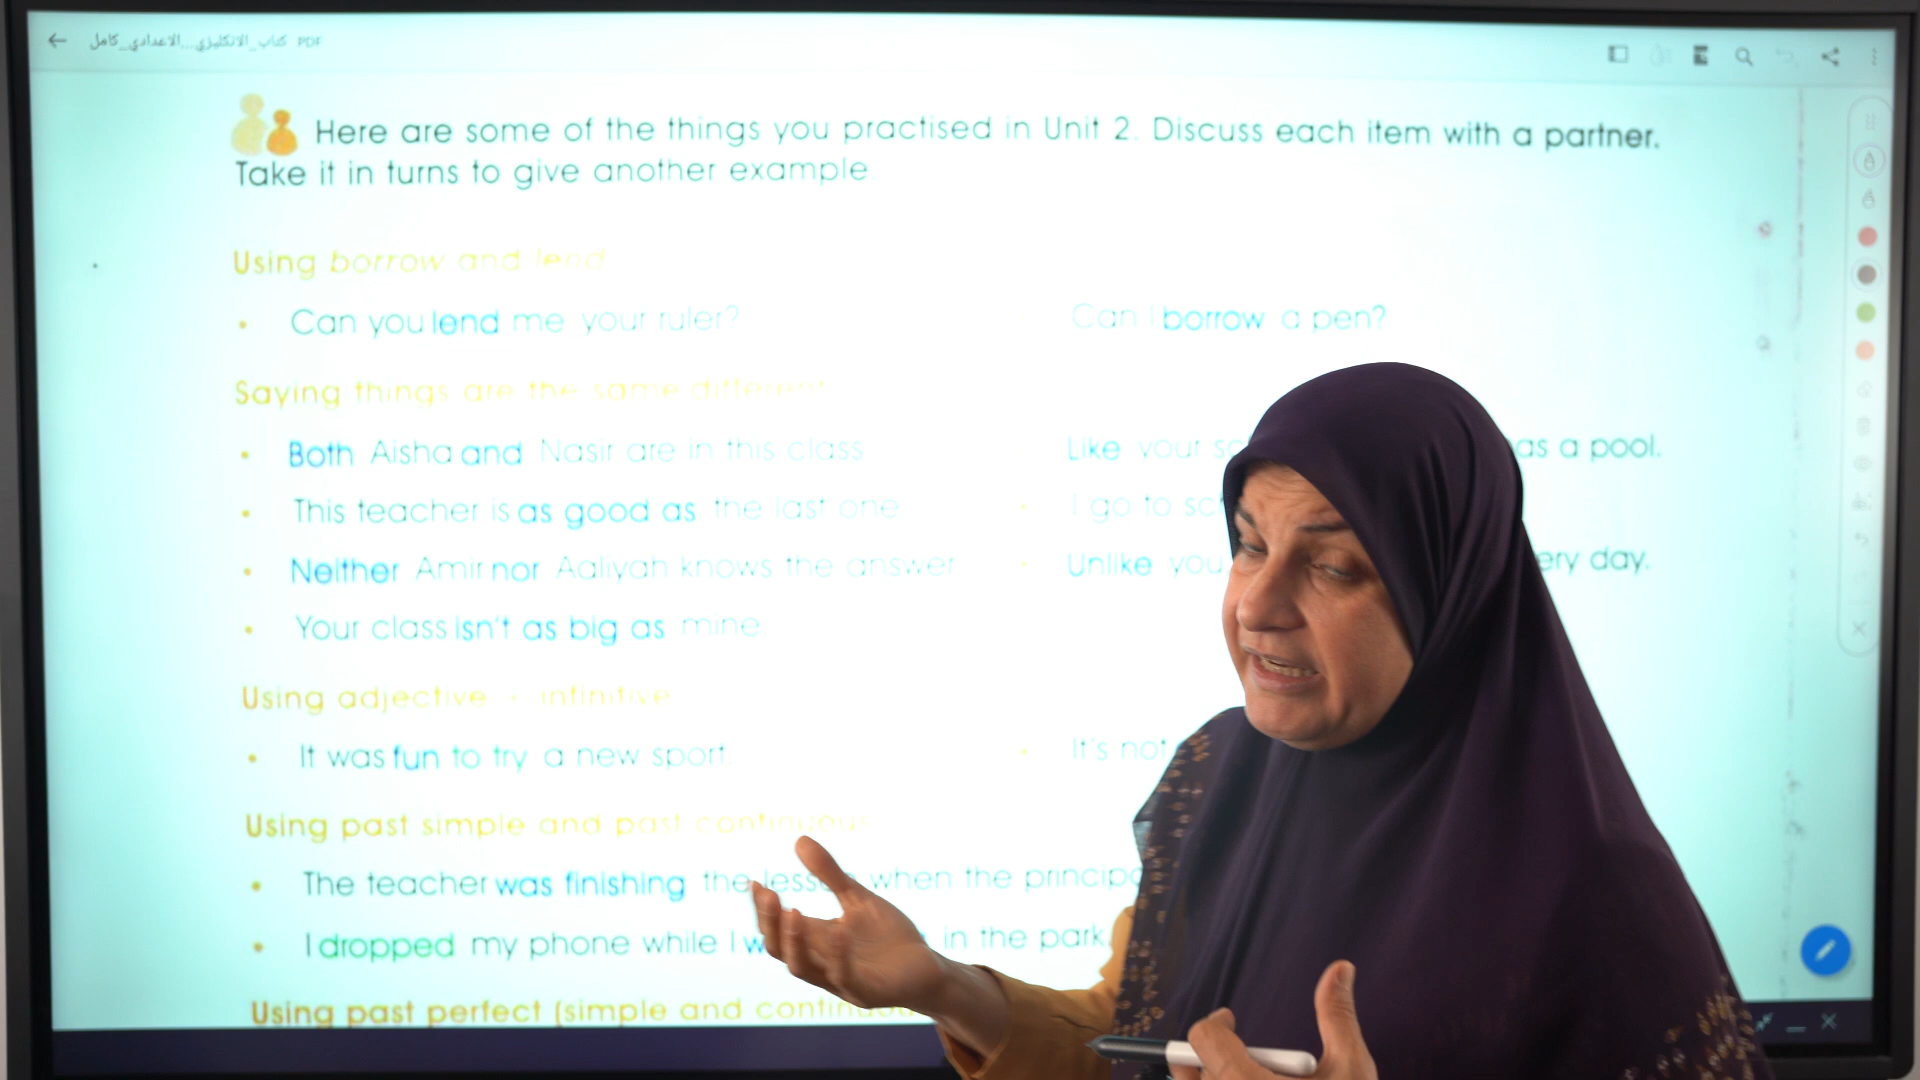 كتاب_الانكليزي...الاعدادي_كامل PDF
Here are some of the things you practised in Unit 2. Discuss each item with a partner.
Take it in turns to give another example.
Using borrow and lend
• Can you lend me your ruler?
Can I borrow a pen?
Saying things are the same different
• Both Aisha and Nasir are in this class
Like your as a pool.
• This teacher is as good as the last one
• I go to
• Neither Amir nor Aaliyah knows the answer
• Unlike you day.
• Your class isn't as big as mine.
Using adjective - infinitive
• It was fun to try a new sport.
• It's not
Using past simple and past continuous
• The teacher was finishing the lesson when the
• I dropped my phone while I in the park.
Using past perfect (simple and